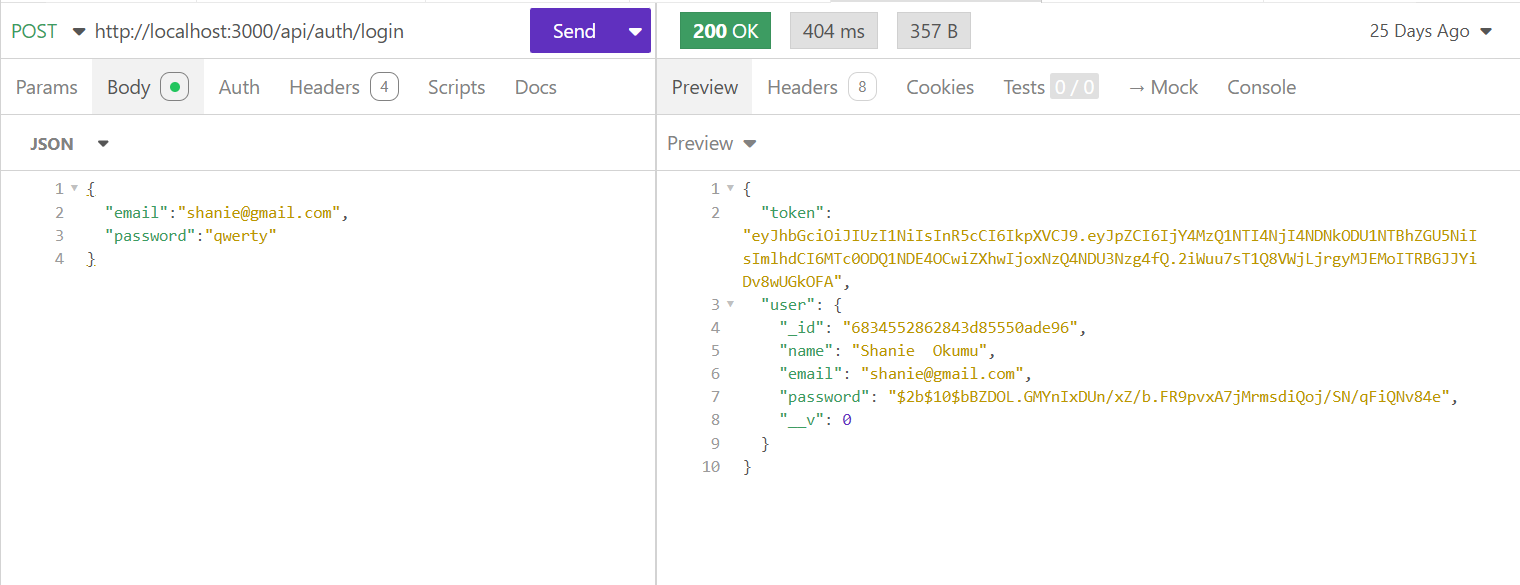 POST http://localhost:3000/api/auth/login Send 200 OK 404 ms 357 B 25 Days Ago
Params Body Auth Headers 4 Scripts Docs Preview Headers 8 Cookies Tests 0 / 0 → Mock Console
JSON
1 {
2 "email":"shanie@gmail.com",
3 "password":"qwerty"
4 }
Preview
1 {
2 "token":
"eyJhbGciOiJIUzI1NiIsInR5cCI6IkpXVCJ9.eyJpZCI6IjY4MzQ1NTI4NjI4NDNkODU1NTBhZGU5NiI
sImlhdCI6MTc0ODQ1NDE4OCwiZXhwIjoxNzQ4NDU3Nzg4fQ.2iWuu7sT1Q8VWjLjrgyMJEMoITRBGJJYi
Dv8wUGkOFA",
3 "user": {
4 "_id": "6834552862843d85550ade96",
5 "name": "Shanie  Okumu",
6 "email": "shanie@gmail.com",
7 "password": "$2b$10$bBZDOL.GMYnIxDUn/xZ/b.FR9pvxA7jMrmsdiQoj/SN/qFiQNv84e",
8 "__v": 0
9 }
10 }